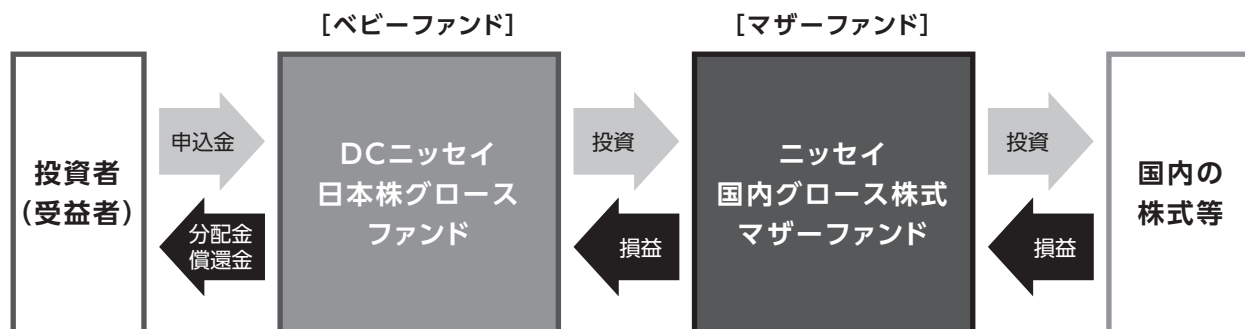 [ベビーファンド]
[マザーファンド]
投資者
(受益者)
申込金
分配金
償還金
DCニッセイ
日本株グロース
ファンド
投資
損益
ニッセイ
国内グロース株式
マザーファンド
投資
損益
国内の
株式等